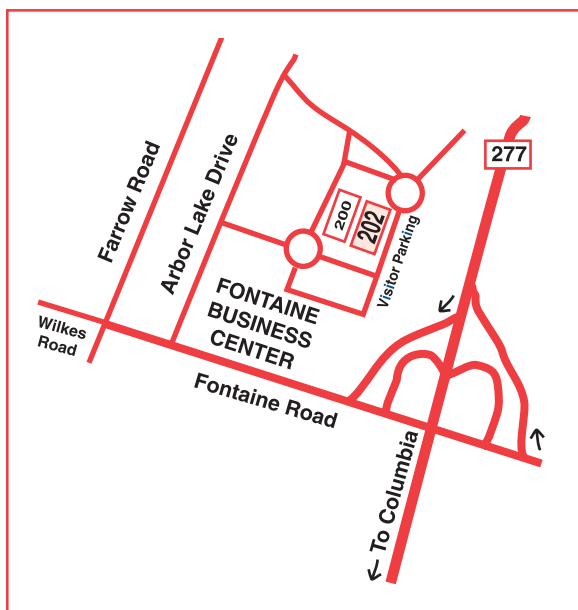 277
Farrow Road
Arbor Lake Drive
200
202
Visitor Parking
FONTAINE
BUSINESS
CENTER
Wilkes
Road
Fontaine Road
To Columbia